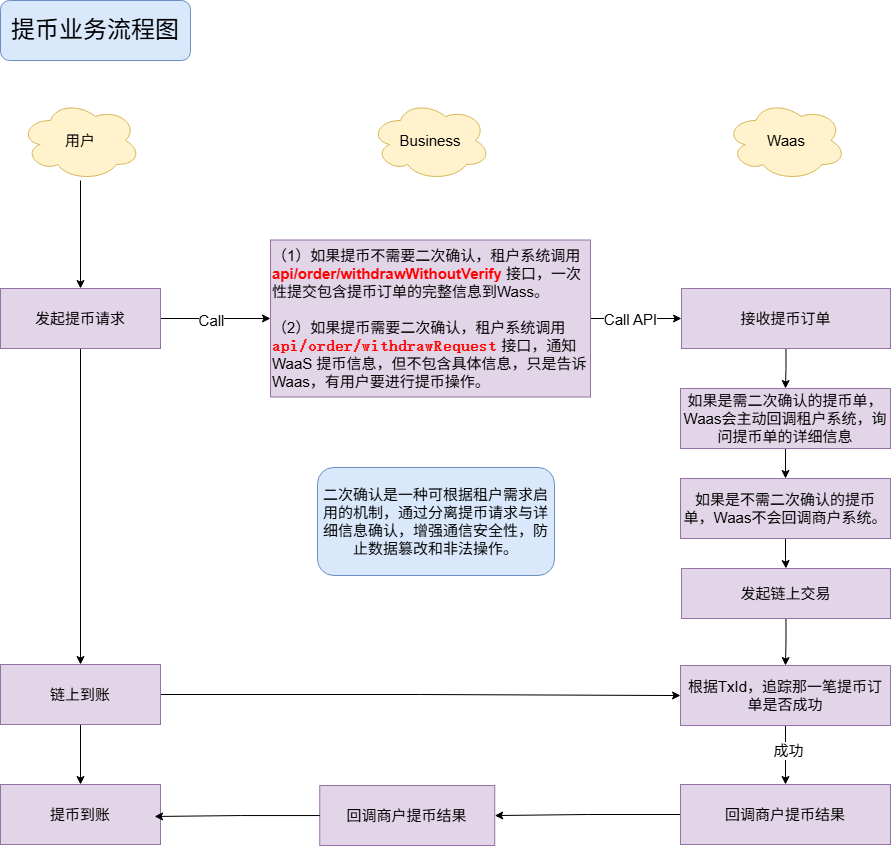 提币业务流程图
用户
Business
Waas
（1）如果提币不需要二次确认，租户系统调用
api/order/withdrawWithoutVerify 接口，一次
性提交包含提币订单的完整信息到Wass。
（2）如果提币需要二次确认，租户系统调用
api/order/withdrawRequest 接口，通知
WaaS 提币信息，但不包含具体信息，只是告诉
Waas，有用户要进行提币操作。
发起提币请求
Call
Call API
接收提币订单
如果是需二次确认的提币单，
Waas会主动回调租户系统，询
问提币单的详细信息
二次确认是一种可根据租户需求启
用的机制，通过分离提币请求与详
细信息确认，增强通信安全性，防
止数据篡改和非法操作。
如果是不需二次确认的提币
单，Waas不会回调商户系统。
发起链上交易
链上到账
根据TxId，追踪那一笔提币订
单是否成功
成功
提币到账
回调商户提币结果
回调商户提币结果